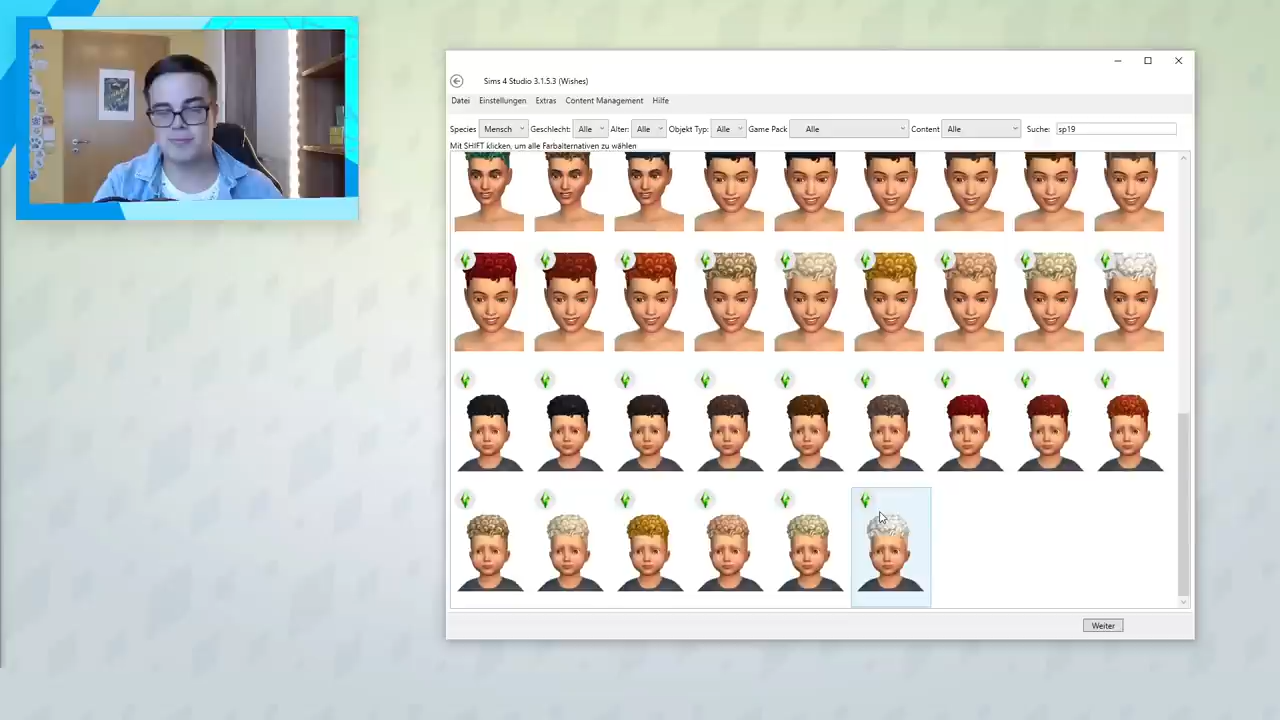 Sims 4 Studio 3.1.5.3 (Wishes)
Datei Einstellungen Extras Content Management Hilfe
Species Mensch Geschlecht: Alle Alter: Alle Objekt Typ: Alle Game Pack Alle Content Alle Suche: sp19
Mit SHIFT klicken, um alle Farbalternativen zu wählen
Weiter